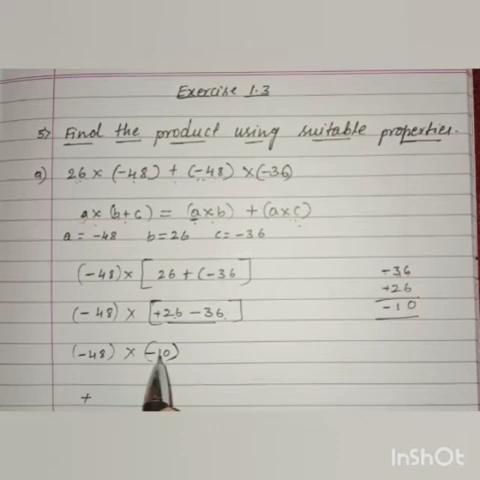 Exercise 1.3
5) Find the product using suitable properties.
a) 26 × (-48) + (-48) × (-36)
a × (b+c) = (a×b) + (a×c)
a = -48 b = 26 c = -36
(-48) × [ 26 + (-36 ]
(-48) × [ +26 - 36 ]
(-48) × (-10)
+
-36
+26
-10
InShOt